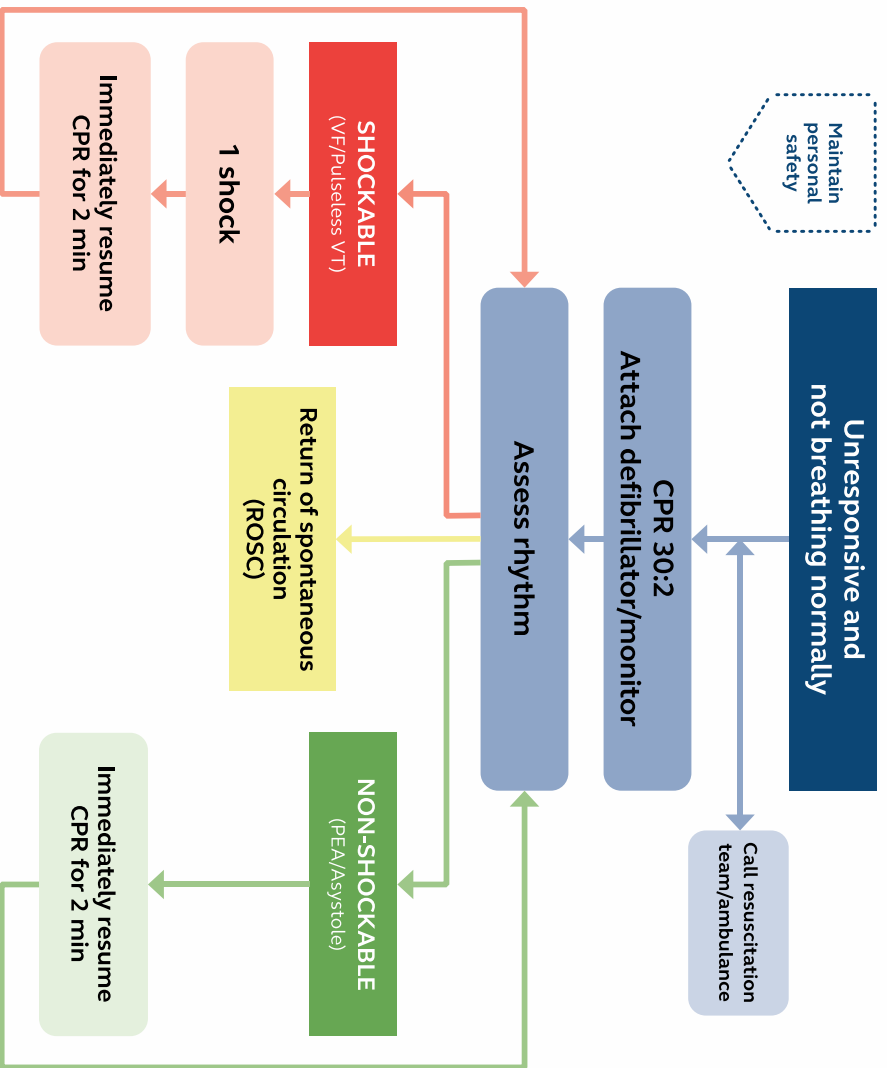 Maintain
personal
safety
Unresponsive and
not breathing normally
Call resuscitation
team/ambulance
CPR 30:2
Attach defibrillator/monitor
Assess rhythm
SHOCKABLE
(VF/Pulseless VT)
1 shock
Immediately resume
CPR for 2 min
Return of spontaneous
circulation
(ROSC)
NON-SHOCKABLE
(PEA/Asystole)
Immediately resume
CPR for 2 min